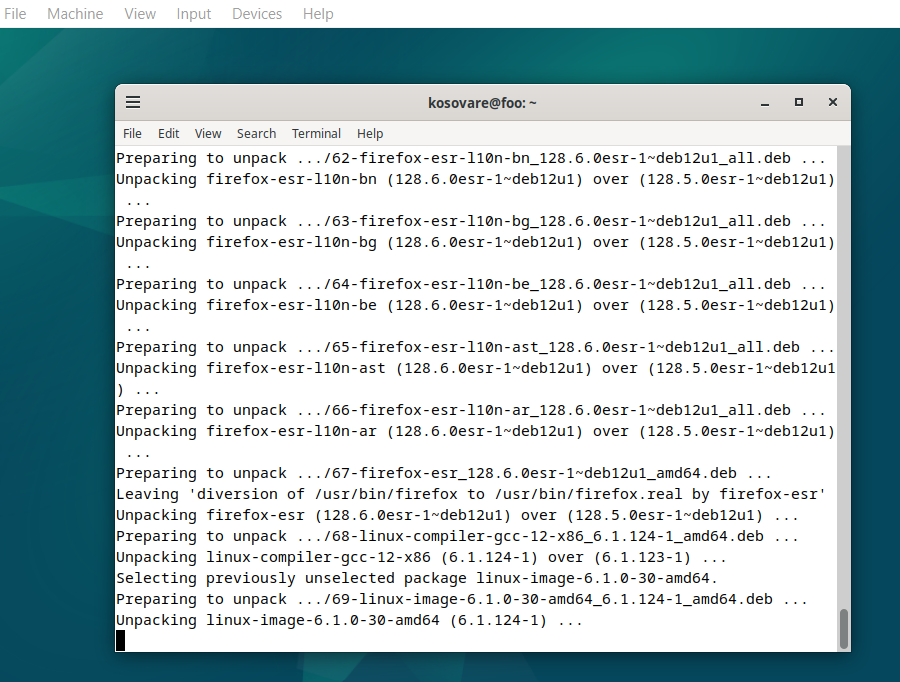 File Machine View Input Devices Help
kosovare@foo: ~
File Edit View Search Terminal Help
Preparing to unpack .../62-firefox-esr-l10n-bn_128.6.0esr-1~deb12u1_all.deb ...
Unpacking firefox-esr-l10n-bn (128.6.0esr-1~deb12u1) over (128.5.0esr-1~deb12u1)
 ...
Preparing to unpack .../63-firefox-esr-l10n-bg_128.6.0esr-1~deb12u1_all.deb ...
Unpacking firefox-esr-l10n-bg (128.6.0esr-1~deb12u1) over (128.5.0esr-1~deb12u1)
 ...
Preparing to unpack .../64-firefox-esr-l10n-be_128.6.0esr-1~deb12u1_all.deb ...
Unpacking firefox-esr-l10n-be (128.6.0esr-1~deb12u1) over (128.5.0esr-1~deb12u1)
 ...
Preparing to unpack .../65-firefox-esr-l10n-ast_128.6.0esr-1~deb12u1_all.deb ...
Unpacking firefox-esr-l10n-ast (128.6.0esr-1~deb12u1) over (128.5.0esr-1~deb12u1
) ...
Preparing to unpack .../66-firefox-esr-l10n-ar_128.6.0esr-1~deb12u1_all.deb ...
Unpacking firefox-esr-l10n-ar (128.6.0esr-1~deb12u1) over (128.5.0esr-1~deb12u1)
 ...
Preparing to unpack .../67-firefox-esr_128.6.0esr-1~deb12u1_amd64.deb ...
Leaving 'diversion of /usr/bin/firefox to /usr/bin/firefox.real by firefox-esr'
Unpacking firefox-esr (128.6.0esr-1~deb12u1) over (128.5.0esr-1~deb12u1) ...
Preparing to unpack .../68-linux-compiler-gcc-12-x86_6.1.124-1_amd64.deb ...
Unpacking linux-compiler-gcc-12-x86 (6.1.124-1) over (6.1.123-1) ...
Selecting previously unselected package linux-image-6.1.0-30-amd64.
Preparing to unpack .../69-linux-image-6.1.0-30-amd64_6.1.124-1_amd64.deb ...
Unpacking linux-image-6.1.0-30-amd64 (6.1.124-1) ...